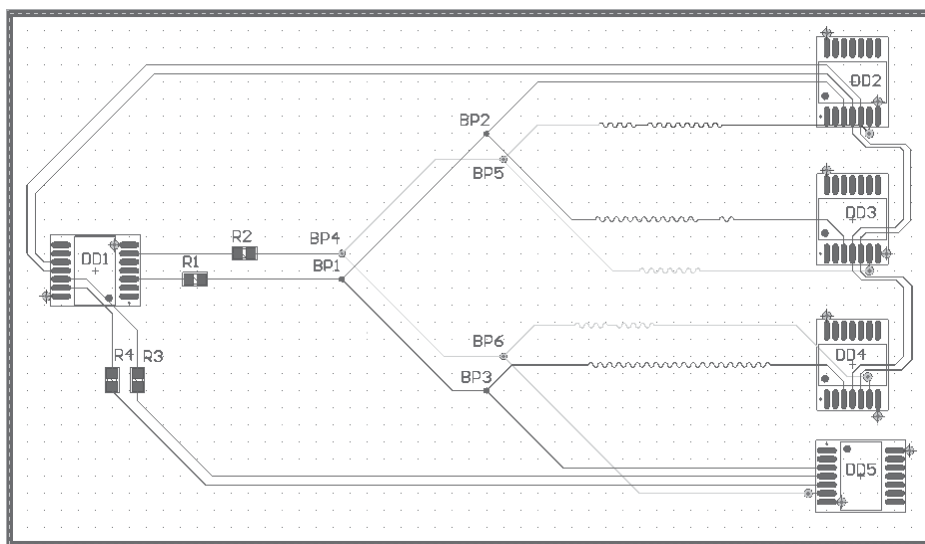 DD2
BP2
BP5
DD3
R2
BP4
DD1
R1
BP1
BP6
DD4
R4 R3
BP3
DD5